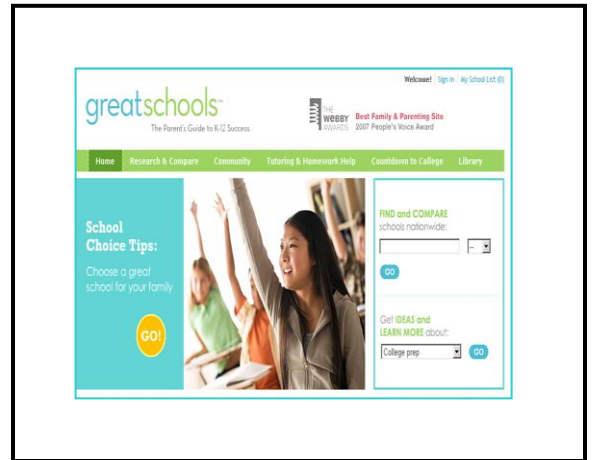 Welcome! Sign In My School List (0)
greatschools™
The Parent's Guide to K-12 Success
THE
WEBBY
AWARDS
Best Family & Parenting Site
2007 People's Voice Award
Home Research & Compare Community Tutoring & Homework Help Countdown to College Library
School
Choice Tips:
Choose a great
school for your family
GO!
FIND and COMPARE
schools nationwide:
--
GO
Get IDEAS and
LEARN MORE about:
College prep GO